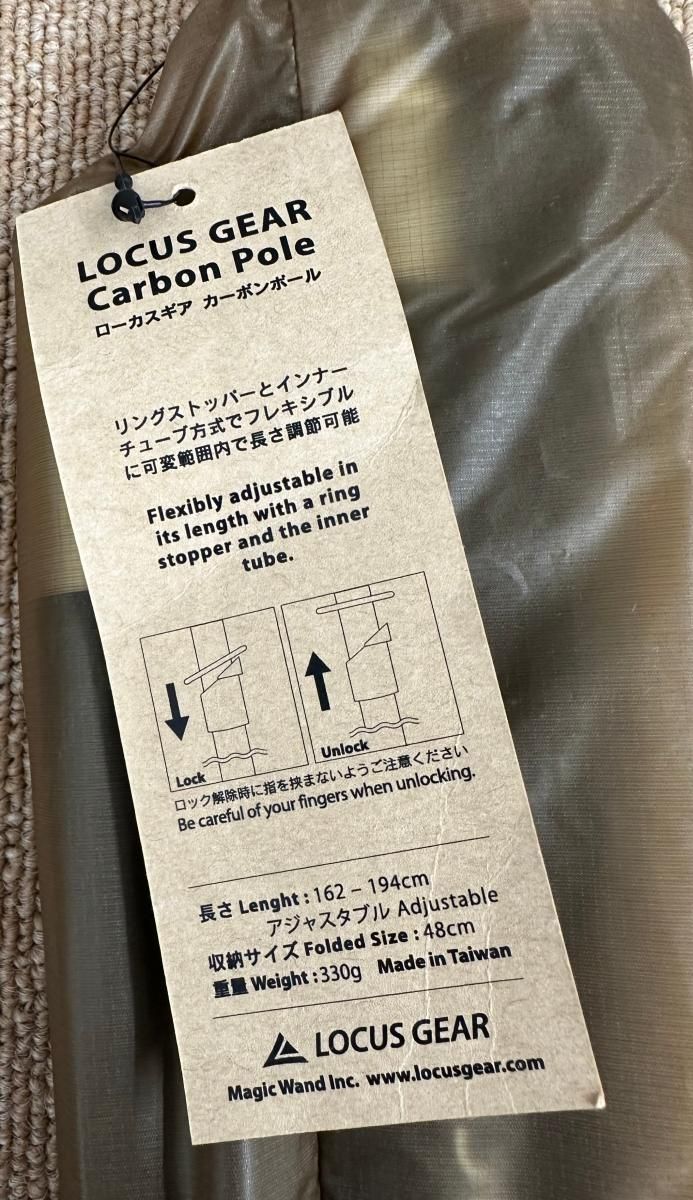 LOCUS GEAR
Carbon Pole
ローカスギア カーボンポール
リングストッパーとインナー
チューブ方式でフレキシブル
に可変範囲内で長さ調節可能
Flexibly adjustable in
its length with a ring
stopper and the inner
tube.
Lock
Unlock
ロック解除時に指を挟まないようご注意ください
Be careful of your fingers when unlocking.
長さ Lenght : 162 – 194cm
アジャスタブル Adjustable
収納サイズ Folded Size : 48cm
重量 Weight : 330g Made in Taiwan
LOCUS GEAR
Magic Wand Inc. www.locusgear.com